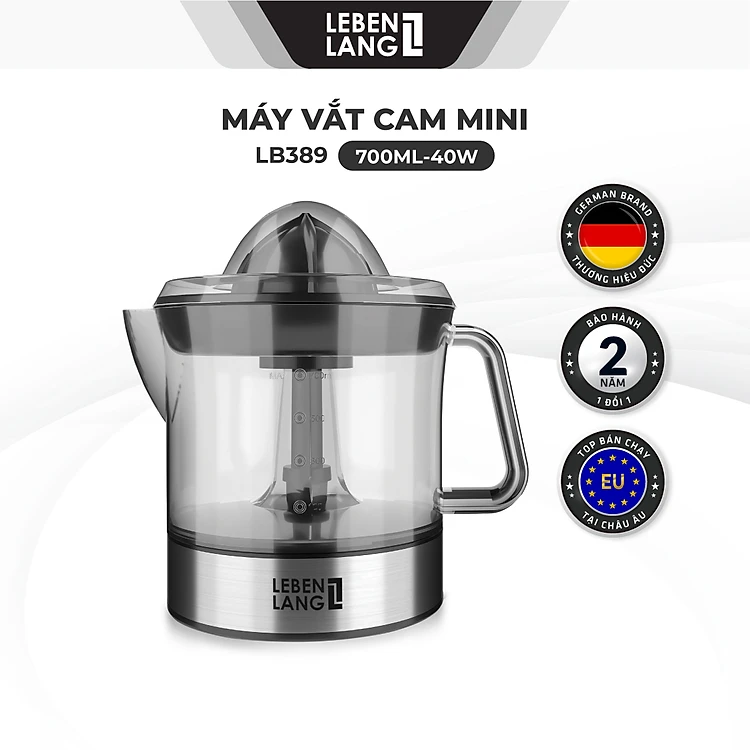 LEBEN
LANG
MÁY VẮT CAM MINI
LB389 700ML-40W
GERMAN BRAND
THƯƠNG HIỆU ĐỨC
BẢO HÀNH
2
NĂM
1 ĐỔI 1
TOP BÁN CHẠY
EU
TẠI CHÂU ÂU
500
LEBEN
LANG